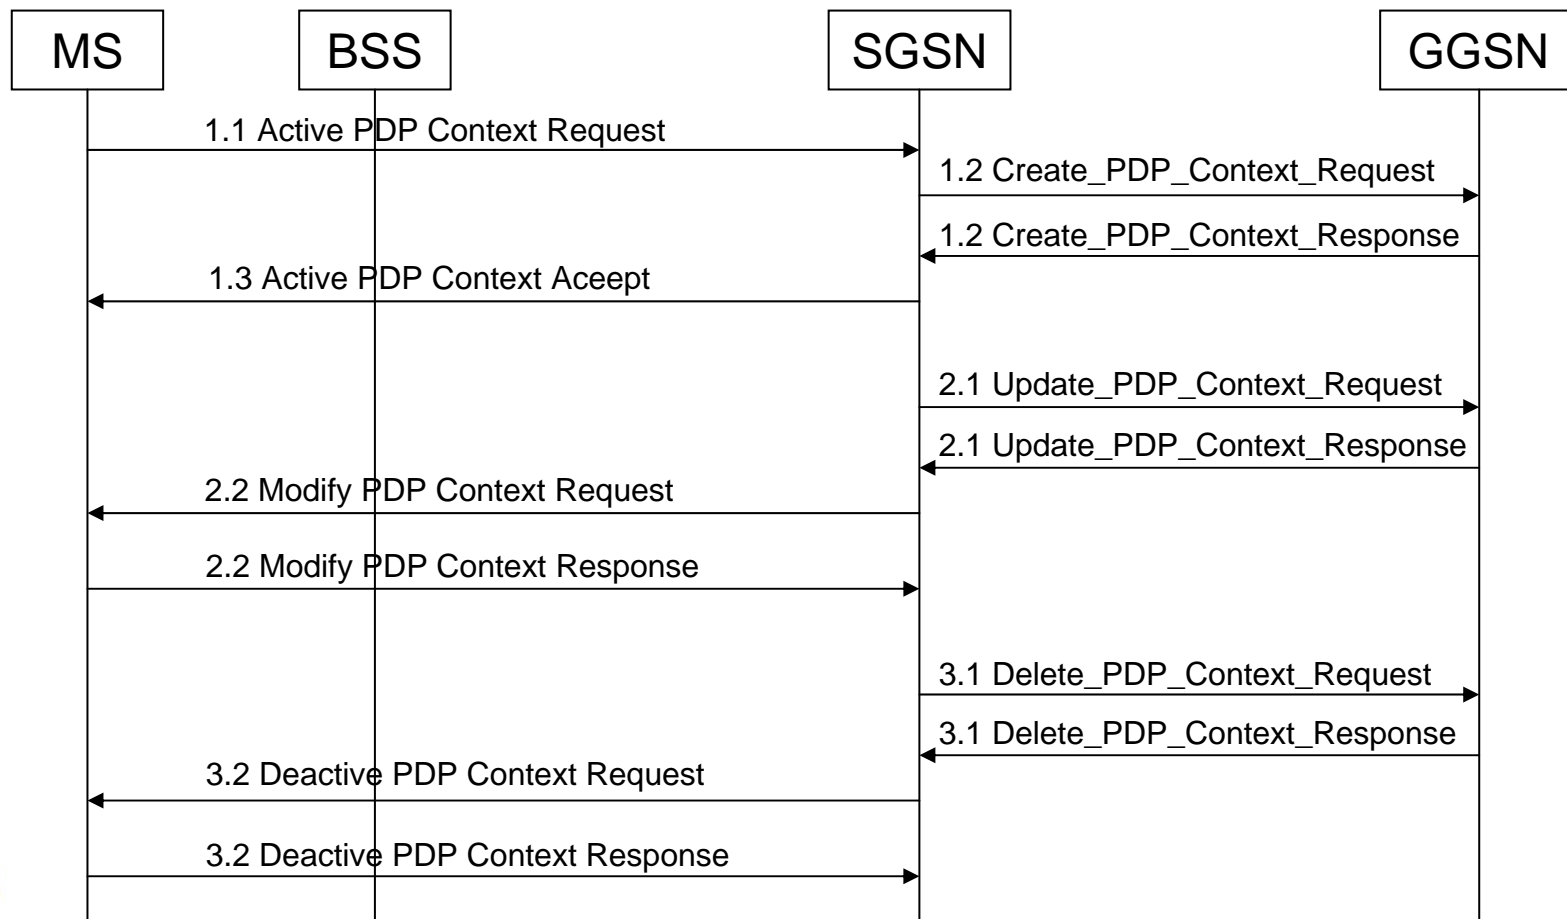 MS
BSS
SGSN
GGSN
1.1 Active PDP Context Request
1.2 Create_PDP_Context_Request
1.2 Create_PDP_Context_Response
1.3 Active PDP Context Aceept
2.1 Update_PDP_Context_Request
2.1 Update_PDP_Context_Response
2.2 Modify PDP Context Request
2.2 Modify PDP Context Response
3.1 Delete_PDP_Context_Request
3.1 Delete_PDP_Context_Response
3.2 Deactive PDP Context Request
3.2 Deactive PDP Context Response